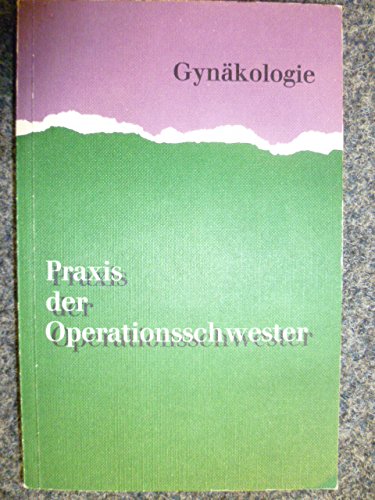 Gynäkologie
Praxis
der
Operationsschwester